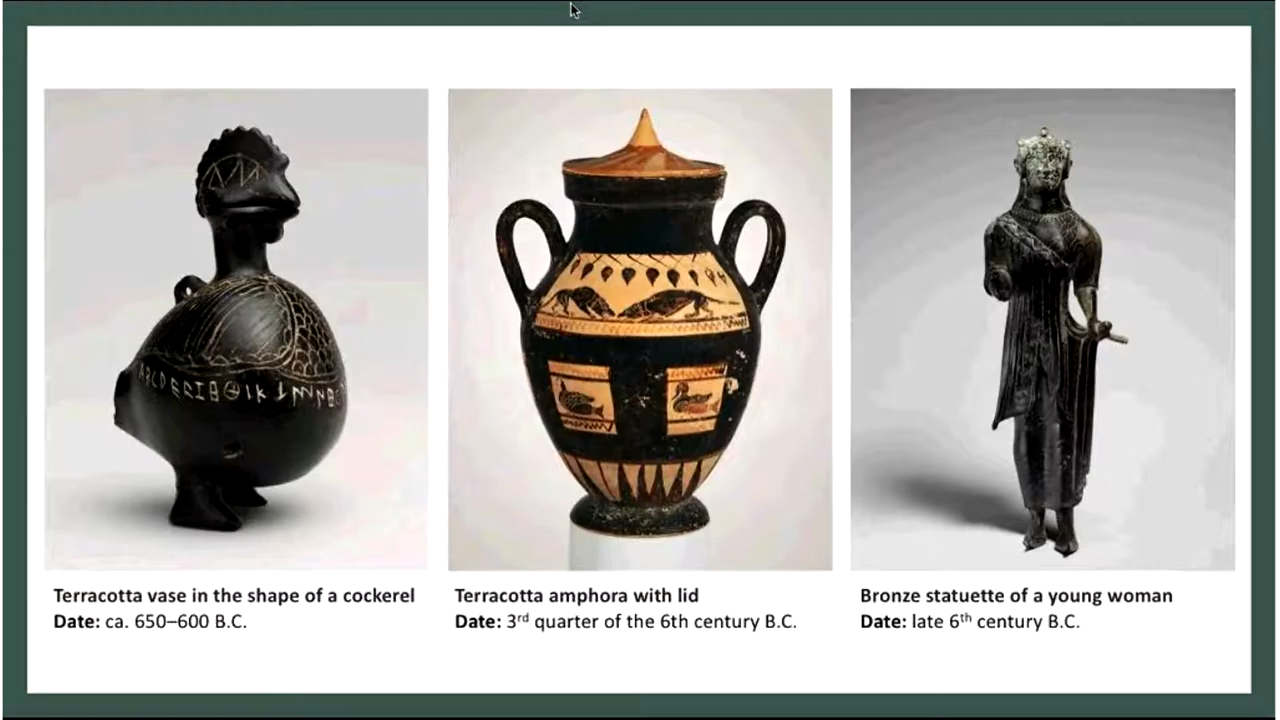 Terracotta vase in the shape of a cockerel
Date: ca. 650–600 B.C.
Terracotta amphora with lid
Date: 3rd quarter of the 6th century B.C.
Bronze statuette of a young woman
Date: late 6th century B.C.